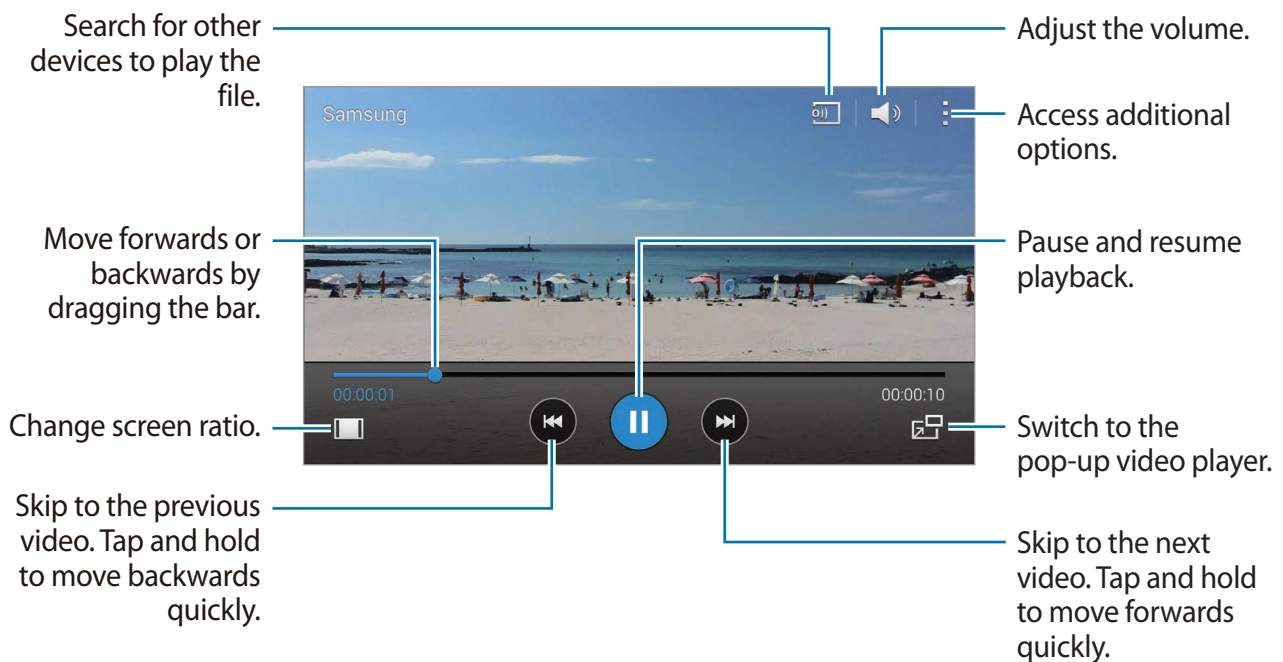 Search for other
devices to play the
file.
Adjust the volume.
Samsung
Access additional
options.
Move forwards or
backwards by
dragging the bar.
Pause and resume
playback.
00:00:01
00:00:10
Change screen ratio.
Switch to the
pop-up video player.
Skip to the previous
video. Tap and hold
to move backwards
quickly.
Skip to the next
video. Tap and hold
to move forwards
quickly.